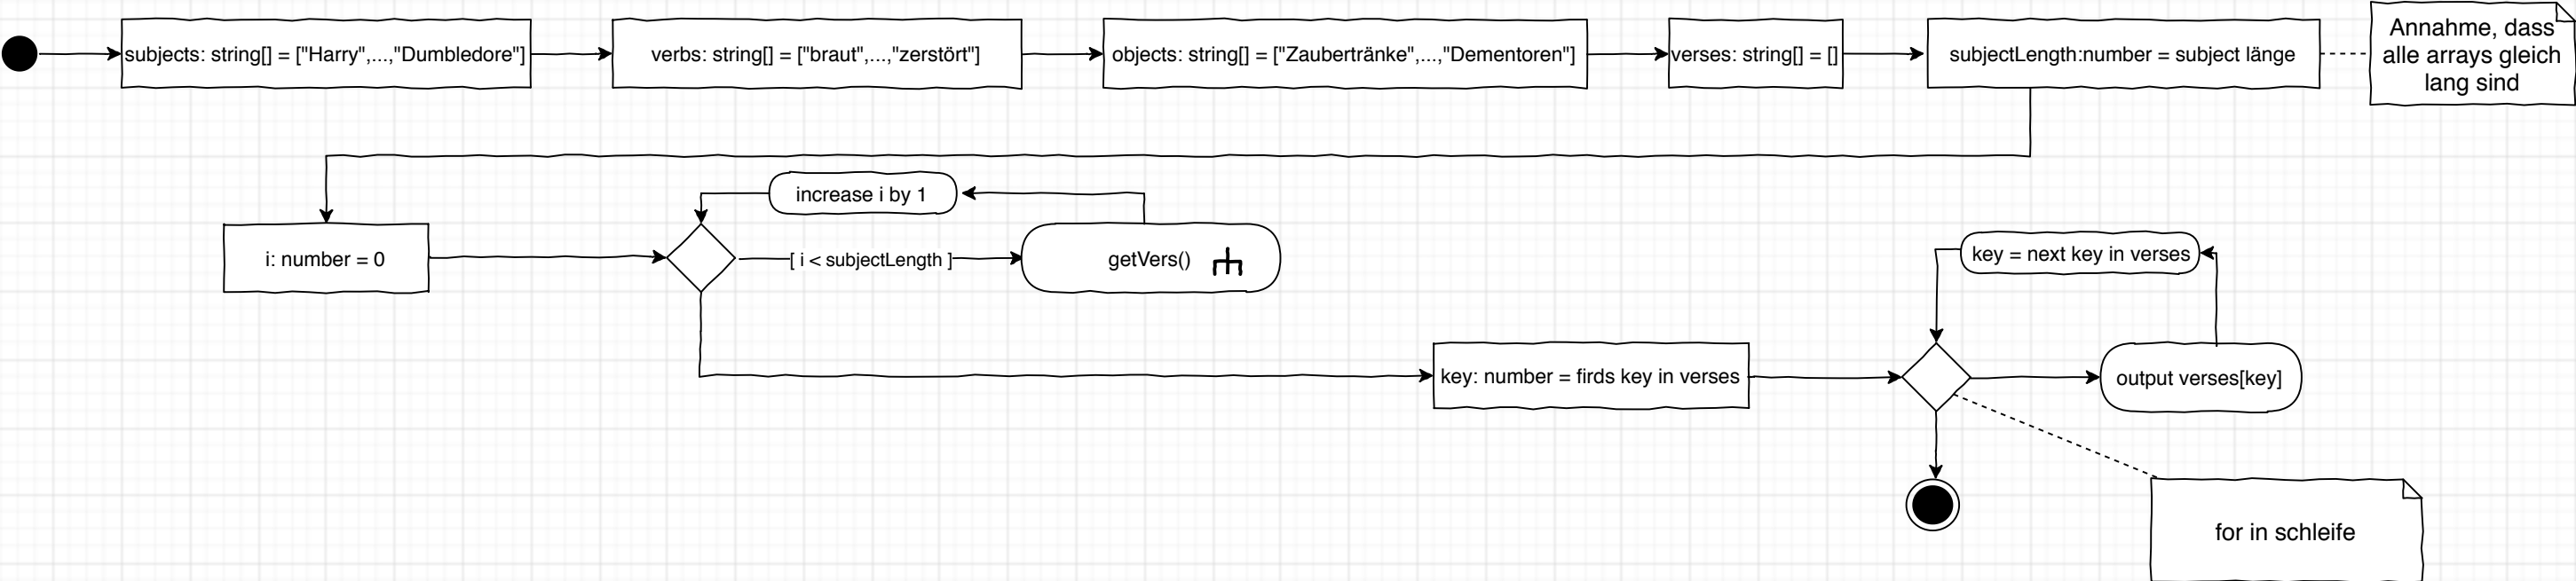 subjects: string[] = ["Harry",...,"Dumbledore"]
verbs: string[] = ["braut",...,"zerstört"]
objects: string[] = ["Zaubertränke",...,"Dementoren"]
verses: string[] = []
subjectLength:number = subject länge
Annahme, dass
alle arrays gleich
lang sind
increase i by 1
i: number = 0
[ i < subjectLength ]
getVers()
key = next key in verses
key: number = firds key in verses
output verses[key]
for in schleife